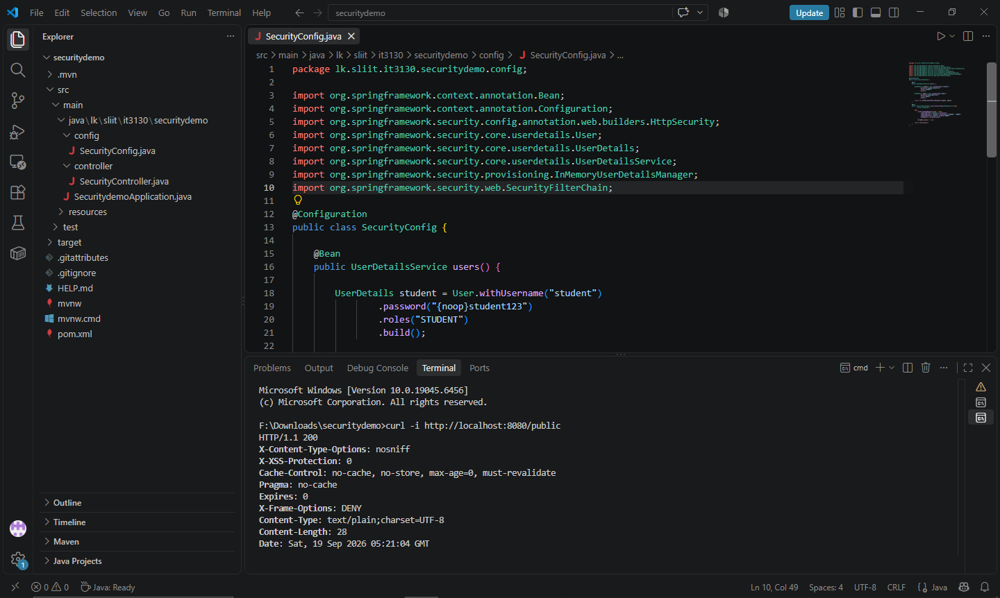 File Edit Selection View Go Run Terminal Help securitydemo Update
Explorer
securitydemo
.mvn
src
main
java\lk\sliit\it3130\securitydemo
config
SecurityConfig.java
controller
SecurityController.java
SecuritydemoApplication.java
resources
test
target
.gitattributes
.gitignore
HELP.md
mvnw
mvnw.cmd
pom.xml
Outline
Timeline
Maven
Java Projects
1
SecurityConfig.java
src > main > java > lk > sliit > it3130 > securitydemo > config > SecurityConfig.java > ...
1 package lk.sliit.it3130.securitydemo.config;
2
3 import org.springframework.context.annotation.Bean;
4 import org.springframework.context.annotation.Configuration;
5 import org.springframework.security.config.annotation.web.builders.HttpSecurity;
6 import org.springframework.security.core.userdetails.User;
7 import org.springframework.security.core.userdetails.UserDetails;
8 import org.springframework.security.core.userdetails.UserDetailsService;
9 import org.springframework.security.provisioning.InMemoryUserDetailsManager;
10 import org.springframework.security.web.SecurityFilterChain;
11
12 @Configuration
13 public class SecurityConfig {
14
15 @Bean
16 public UserDetailsService users() {
17
18 UserDetails student = User.withUsername("student")
19 .password("{noop}student123")
20 .roles("STUDENT")
21 .build();
22
Problems Output Debug Console Terminal Ports cmd
Microsoft Windows [Version 10.0.19045.6456]
(c) Microsoft Corporation. All rights reserved.
F:\Downloads\securitydemo>curl -i http://localhost:8080/public
HTTP/1.1 200
X-Content-Type-Options: nosniff
X-XSS-Protection: 0
Cache-Control: no-cache, no-store, max-age=0, must-revalidate
Pragma: no-cache
Expires: 0
X-Frame-Options: DENY
Content-Type: text/plain;charset=UTF-8
Content-Length: 28
Date: Sat, 19 Sep 2026 05:21:04 GMT
0 0 Java: Ready Ln 10, Col 49 Spaces: 4 UTF-8 CRLF {} Java